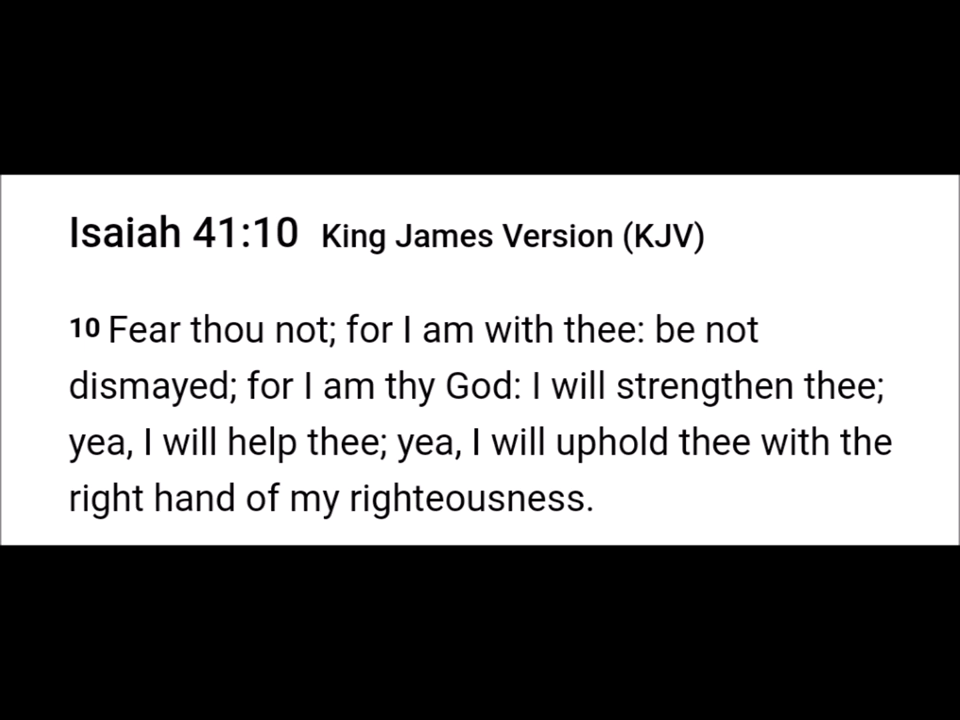 Isaiah 41:10 King James Version (KJV)
10 Fear thou not; for I am with thee: be not
dismayed; for I am thy God: I will strengthen thee;
yea, I will help thee; yea, I will uphold thee with the
right hand of my righteousness.